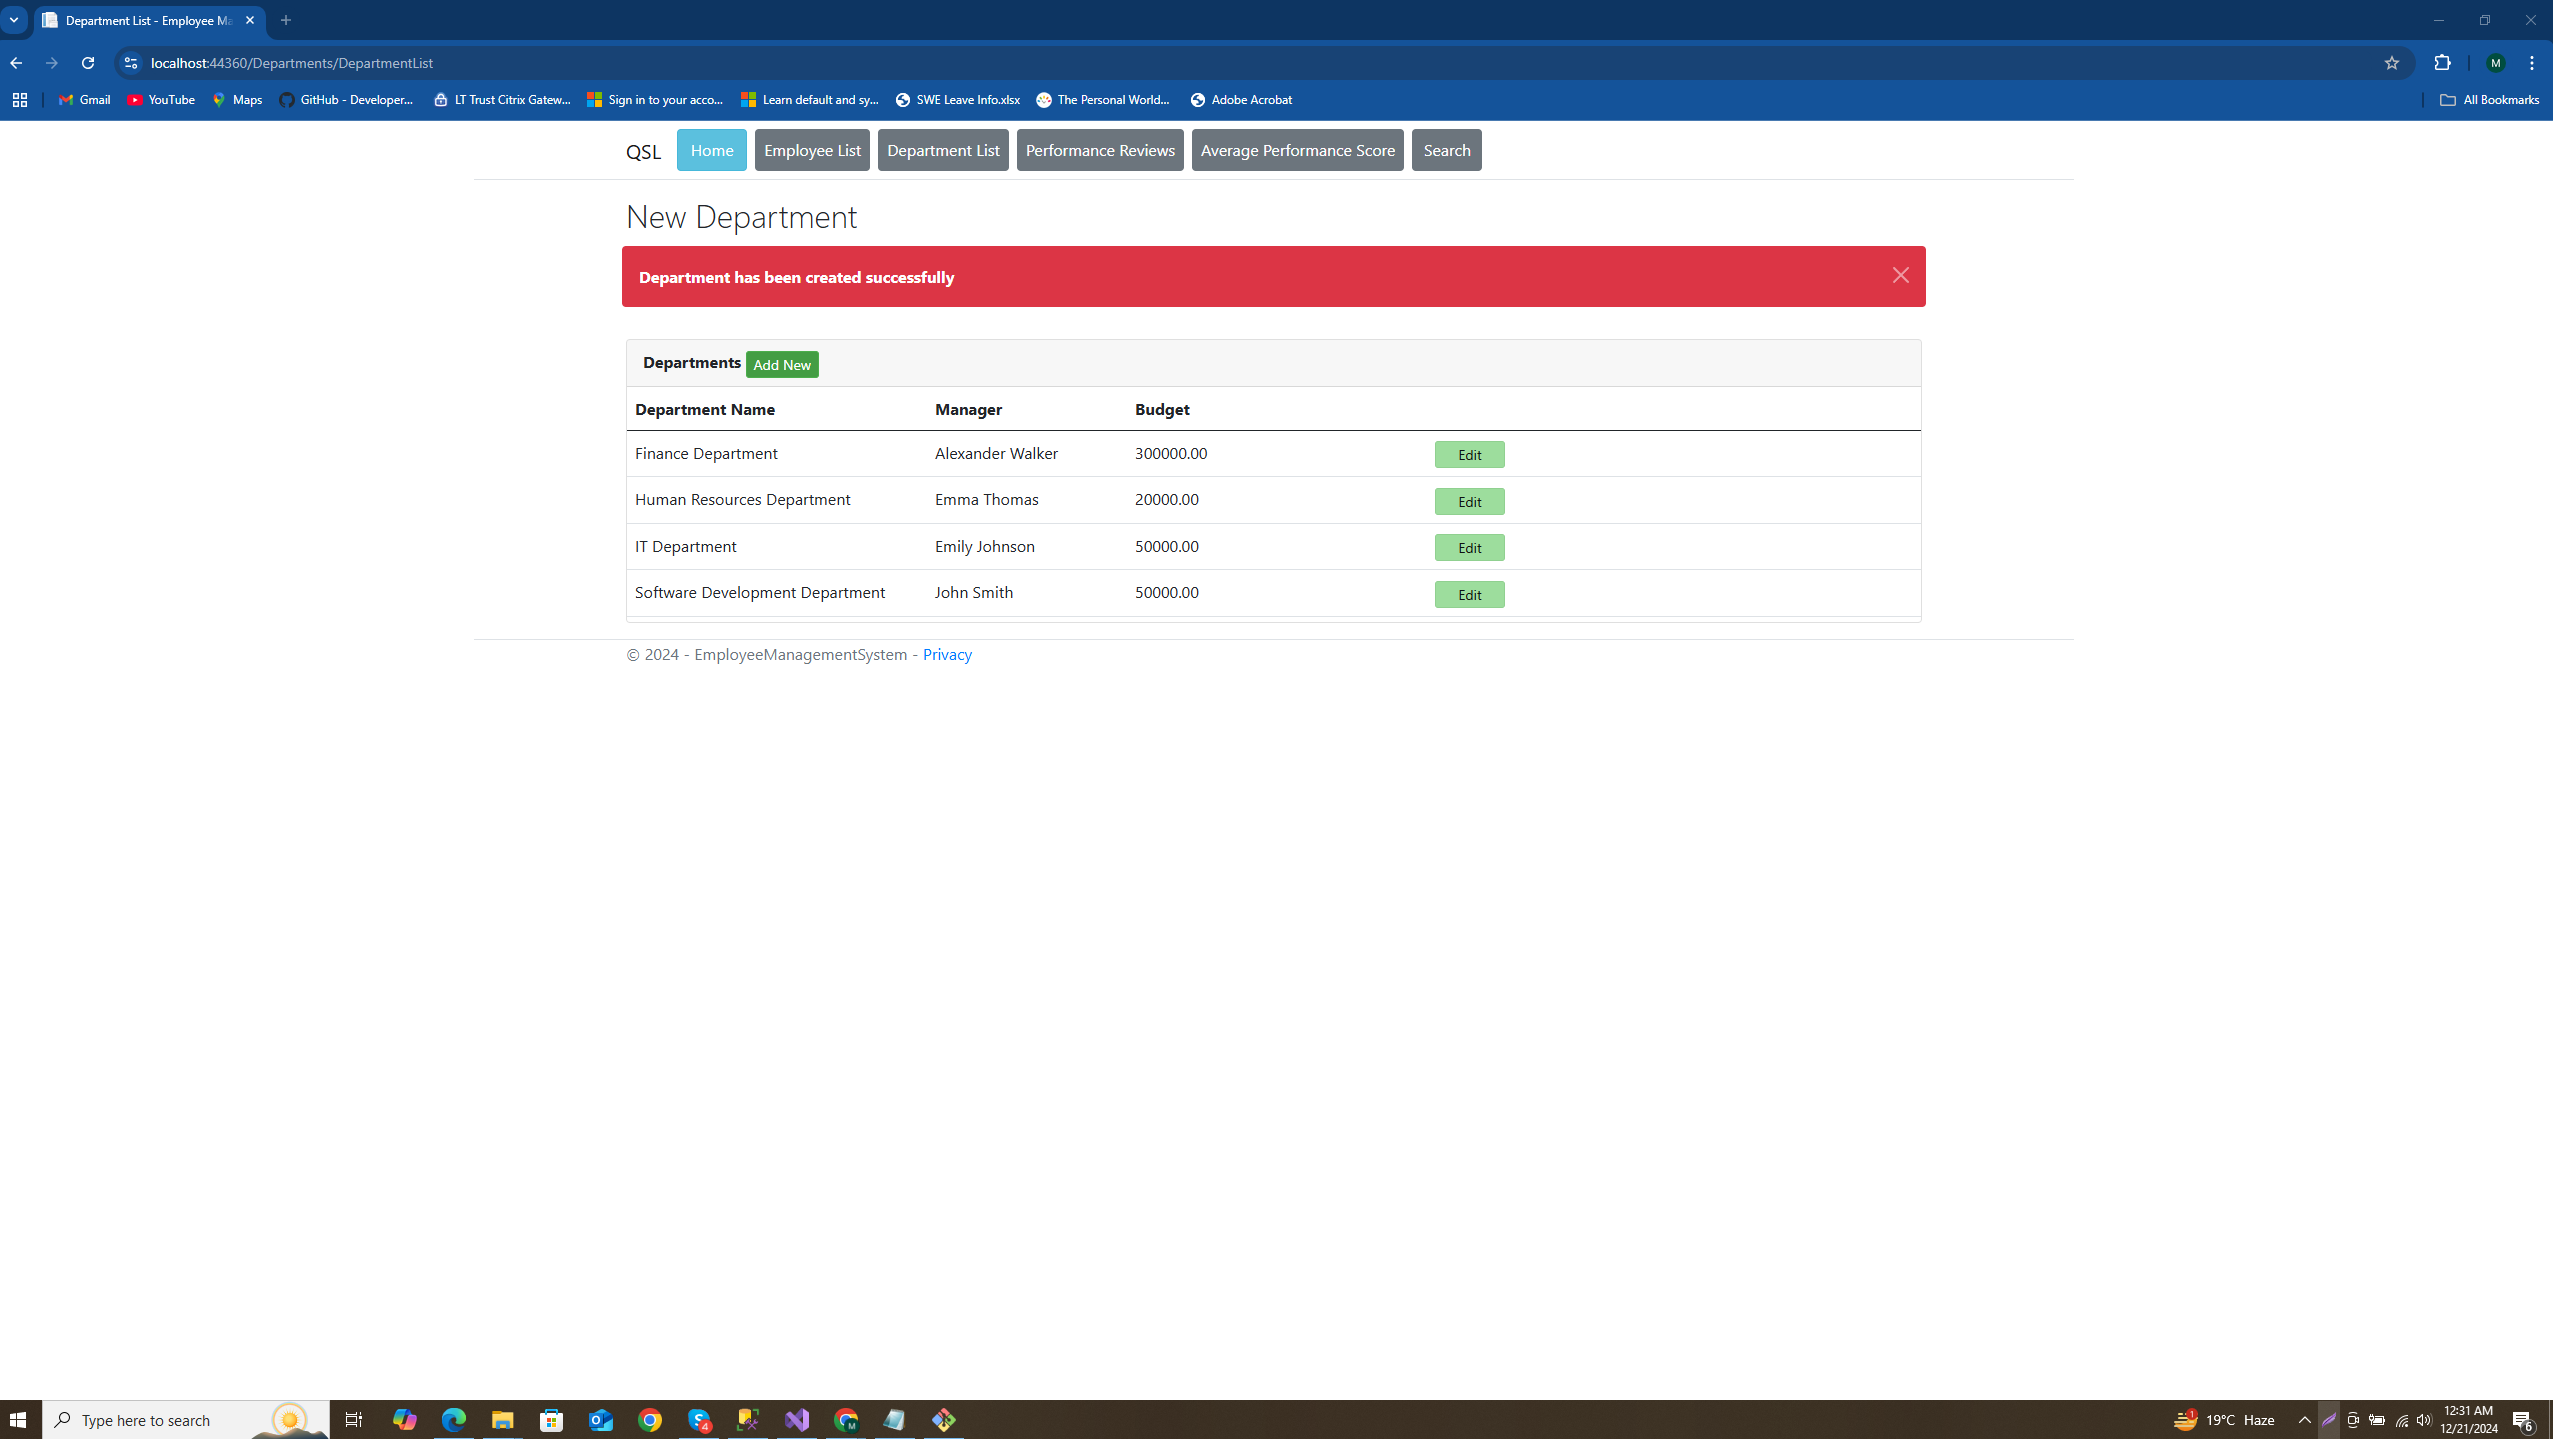 Department List - Employee Ma
localhost:44360/Departments/DepartmentList
M
Gmail YouTube Maps GitHub - Developer... LT Trust Citrix Gatew... Sign in to your acco... Learn default and sy... SWE Leave Info.xlsx The Personal World... Adobe Acrobat All Bookmarks
QSL Home Employee List Department List Performance Reviews Average Performance Score Search
New Department
Department has been created successfully
Departments Add New
Department Name Manager Budget
Finance Department Alexander Walker 300000.00 Edit
Human Resources Department Emma Thomas 20000.00 Edit
IT Department Emily Johnson 50000.00 Edit
Software Development Department John Smith 50000.00 Edit
© 2024 - EmployeeManagementSystem - Privacy
Type here to search
4
M
1
19°C Haze
12:31 AM
12/21/2024
6